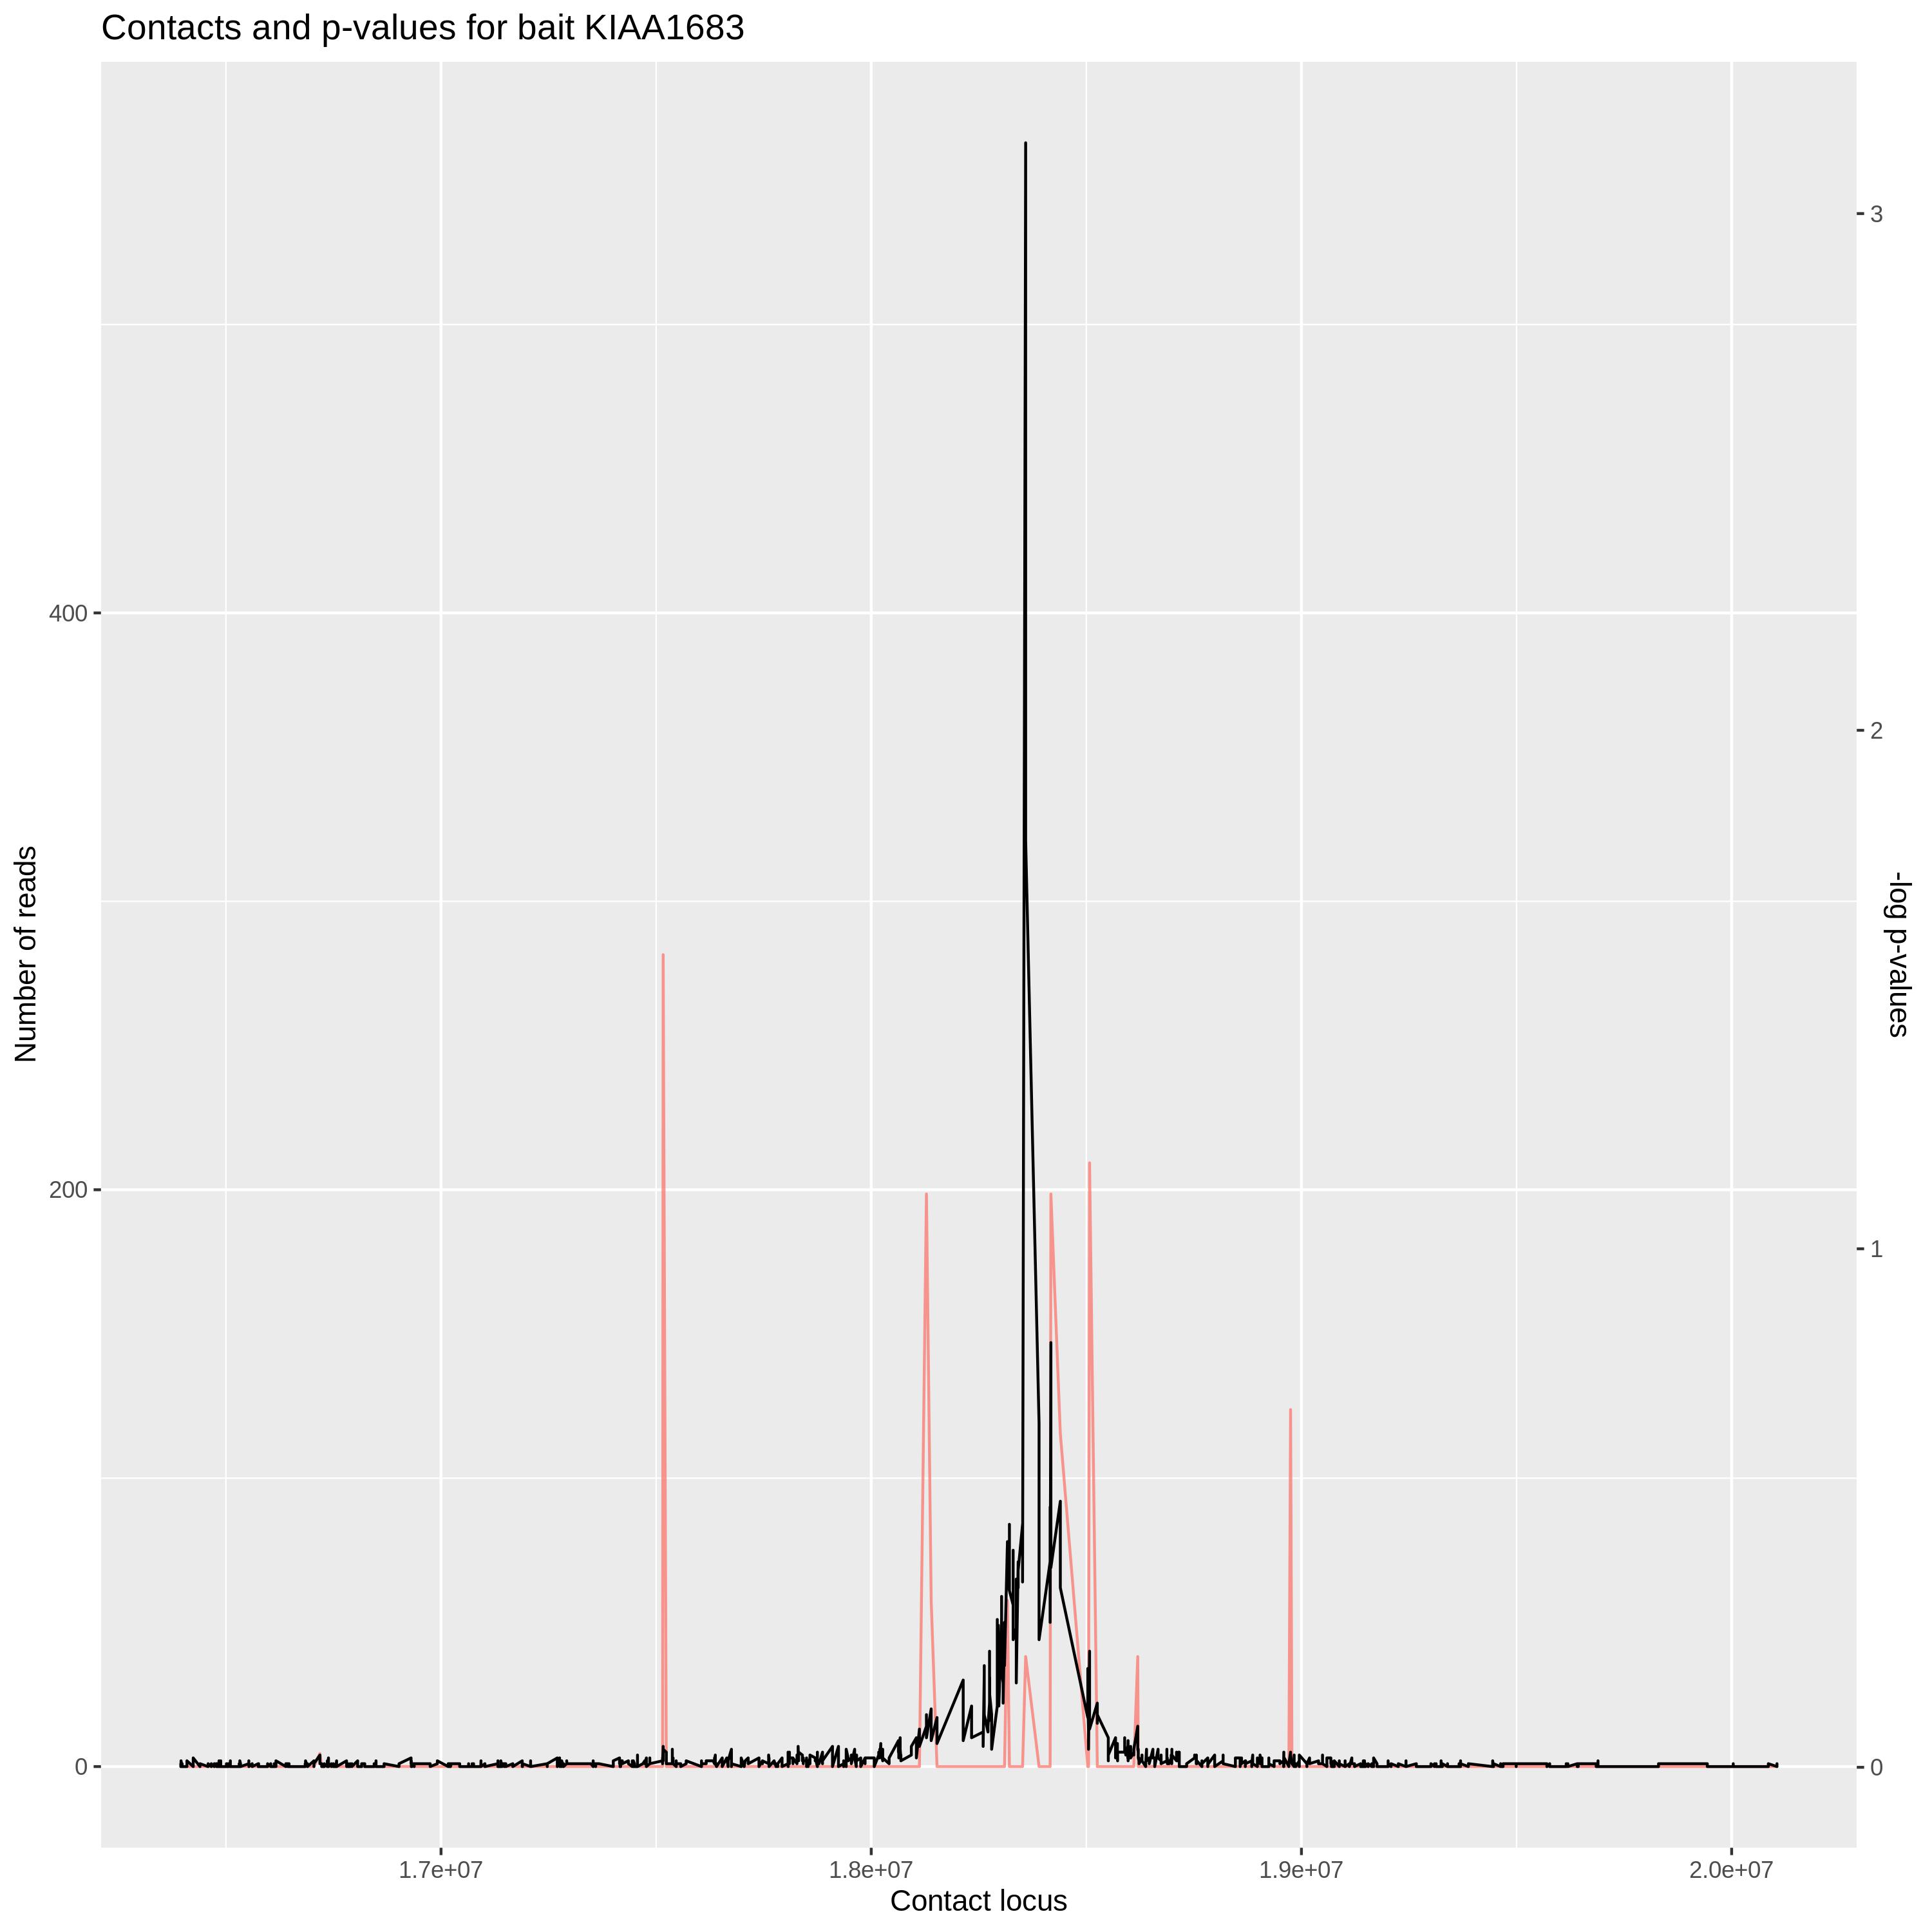 Contacts and p-values for bait KIAA1683
Number of reads
400
200
0
3
2
1
0
-log p-values
1.7e+07
1.8e+07
1.9e+07
2.0e+07
Contact locus